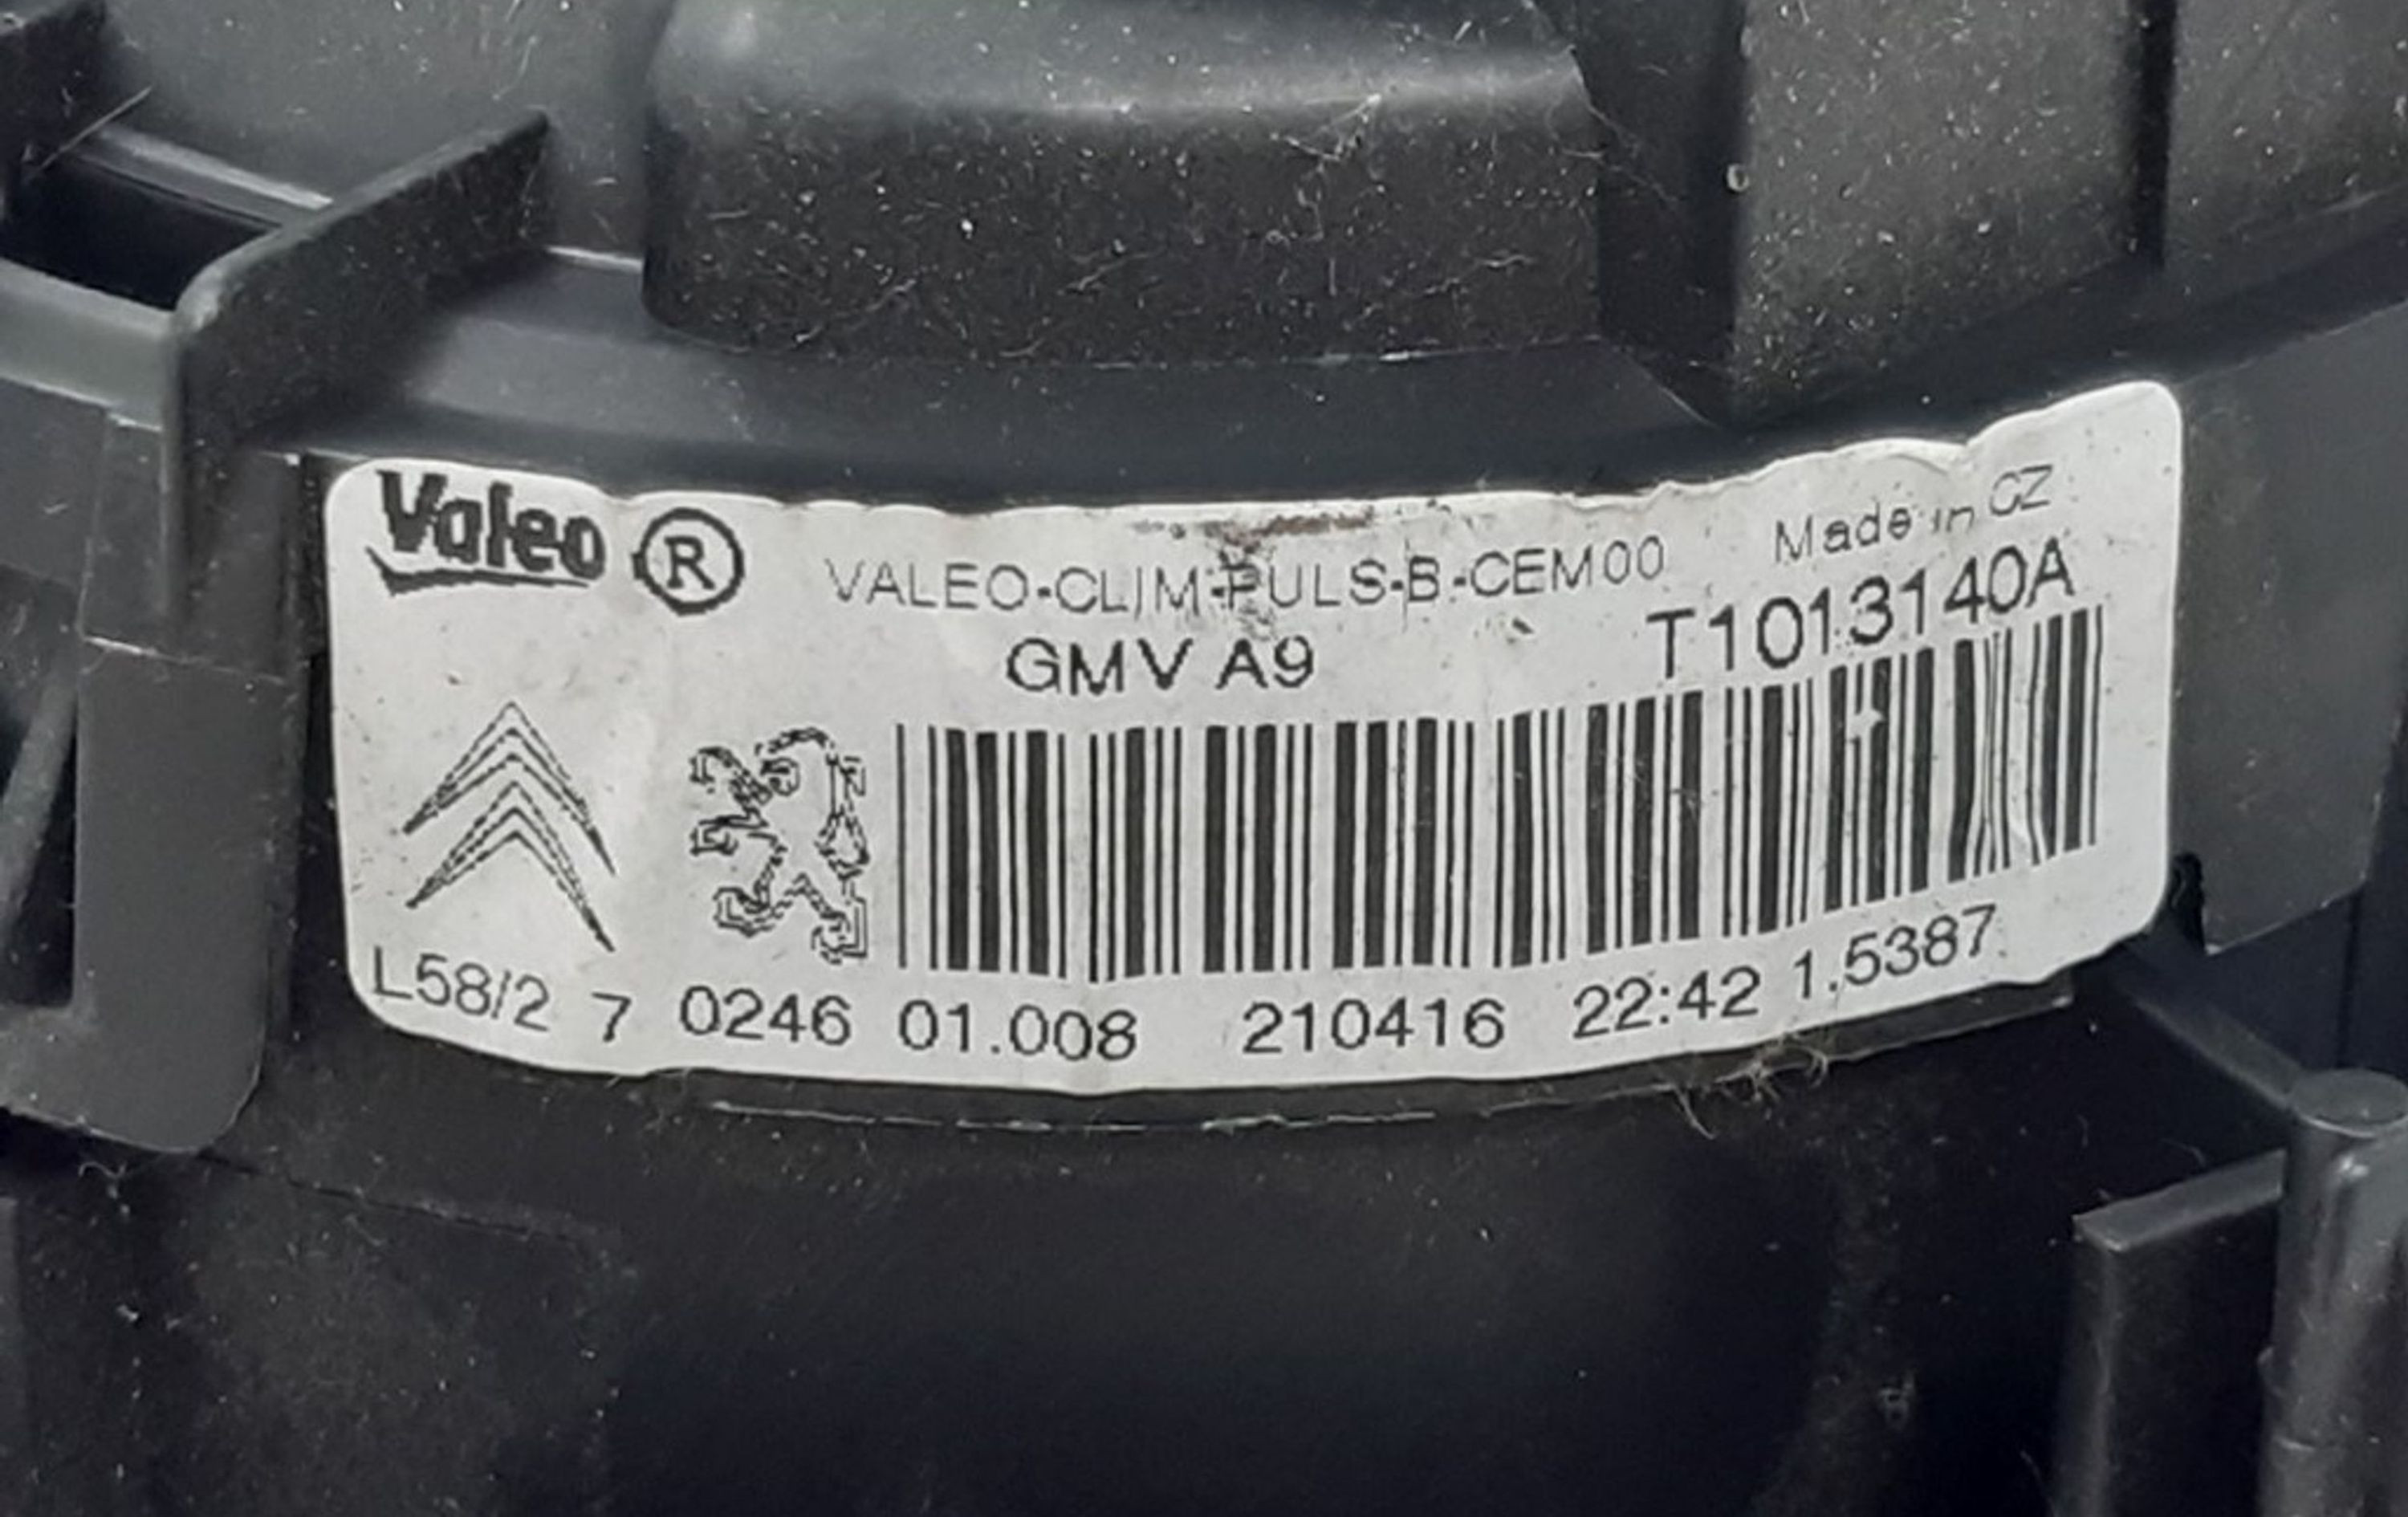 Valeo ® VALEO-CLIM-PULS-B-CEM00 Made in CZ
GMV A9 T1013140A
L58/2 7 0246 01.008 210416 22:42 1.5387